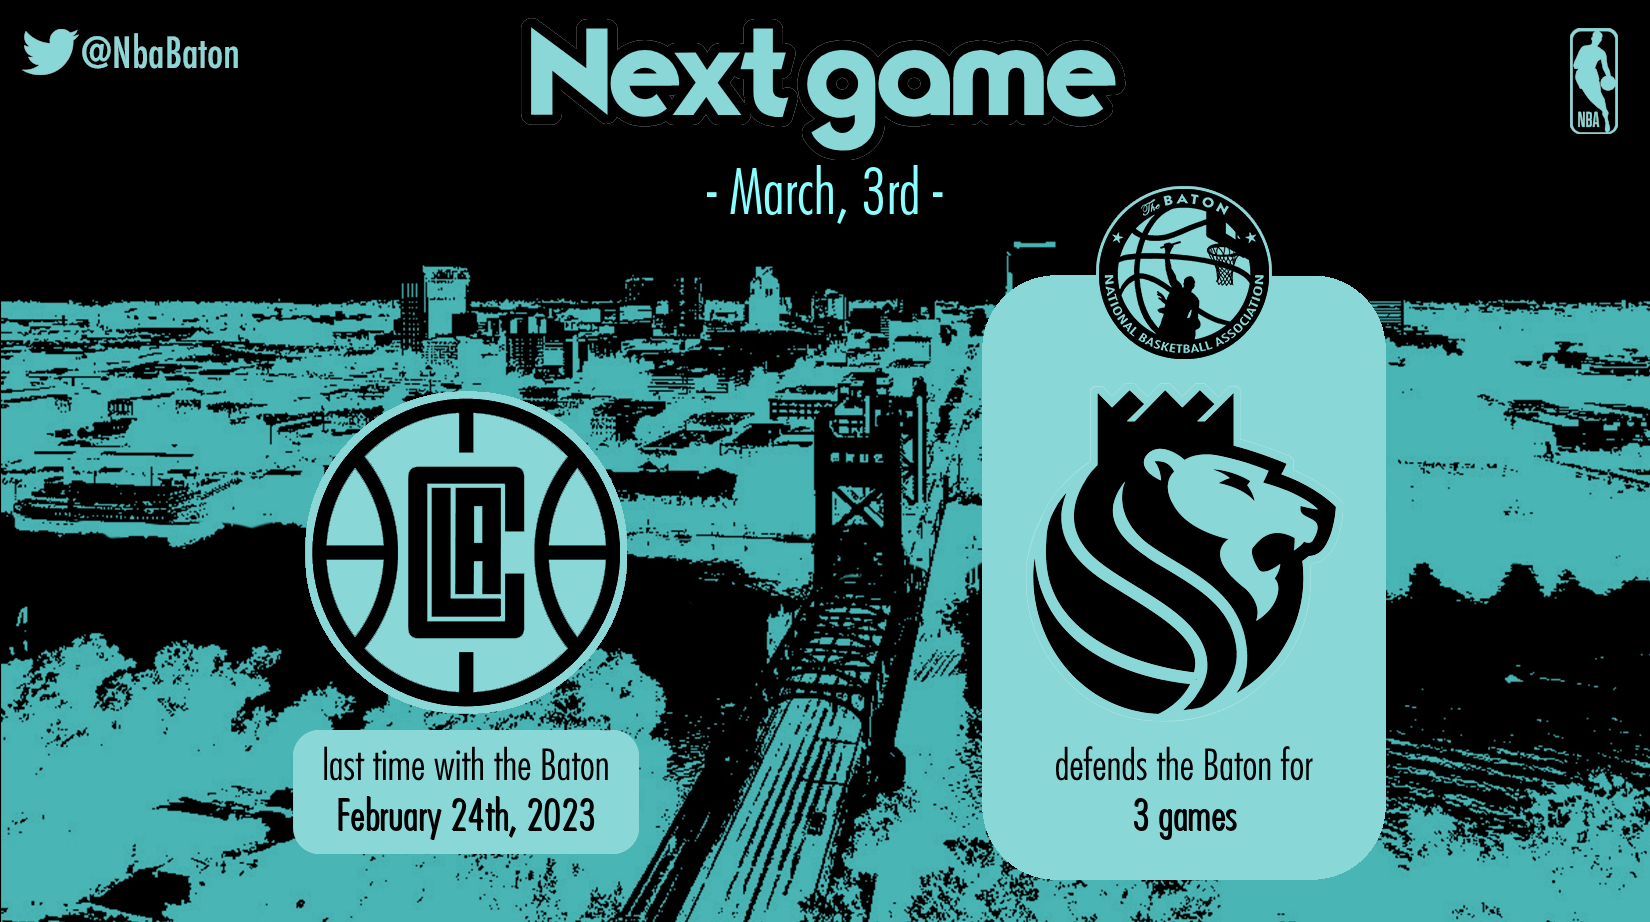 @NbaBaton
Next game
NBA
- March, 3rd -
The BATON
NATIONAL BASKETBALL ASSOCIATION
LAC
last time with the Baton
February 24th, 2023
defends the Baton for
3 games